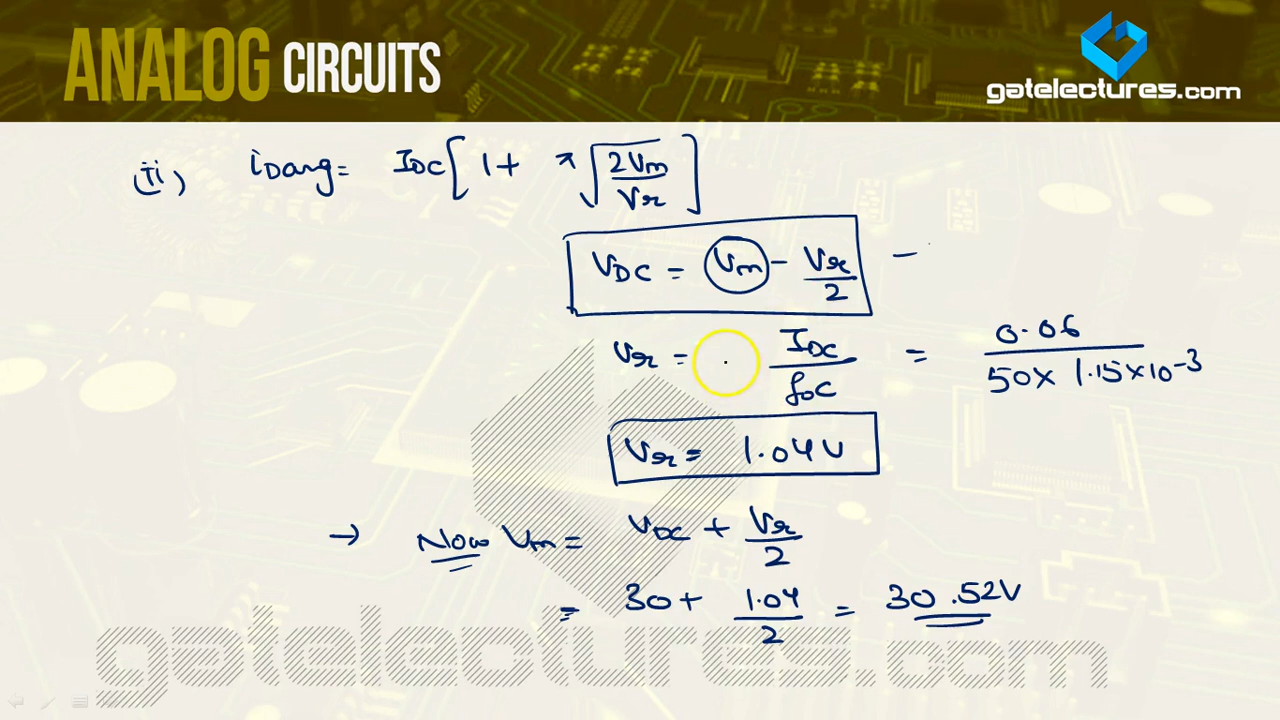 ANALOG CIRCUITS
gatelectures.com
(ii) iDavg = IDC [ 1 + π √(2Vm/Vr) ]
VDC = Vm - Vr/2 -
Vr = IDC/f0C = 0.06/(50 × 1.15 × 10^-3)
Vr = 1.04V
→ Now Vm = VDC + Vr/2
= 30 + 1.04/2 = 30.52V
gatelectures.com